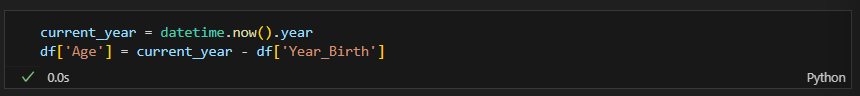 current_year = datetime.now().year
df['Age'] = current_year - df['Year_Birth']
✓ 0.0s Python